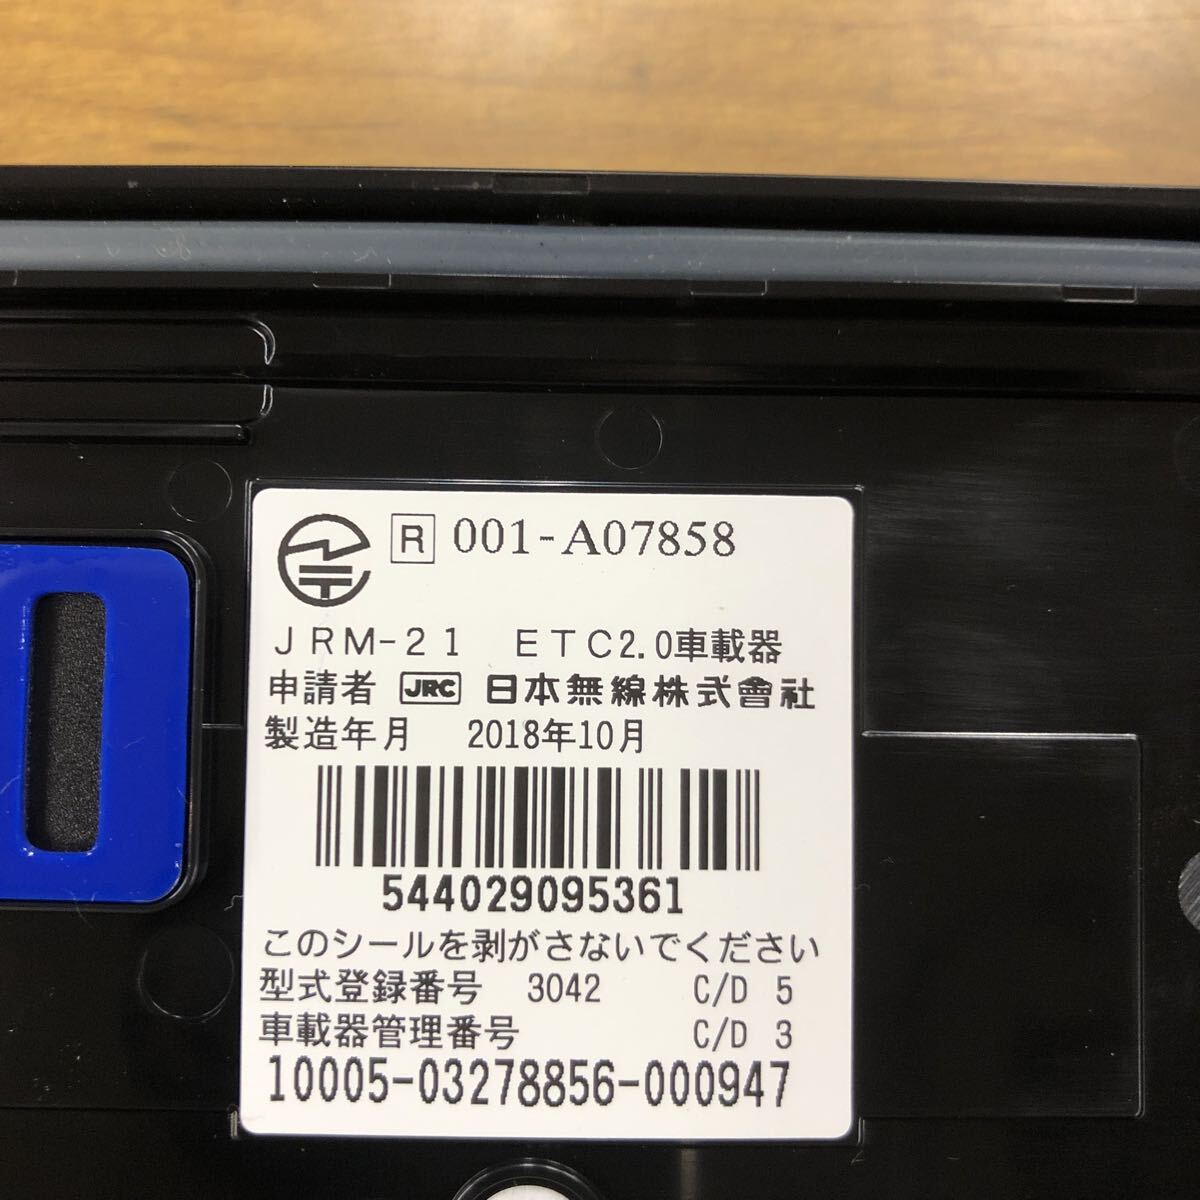 R 001-A07858
JRM-21 ETC2.0車載器
申請者 JRC 日本無線株式會社
製造年月 2018年10月
544029095361
このシールを剥がさないでください
型式登録番号 3042 C/D 5
車載器管理番号 C/D 3
10005-03278856-000947